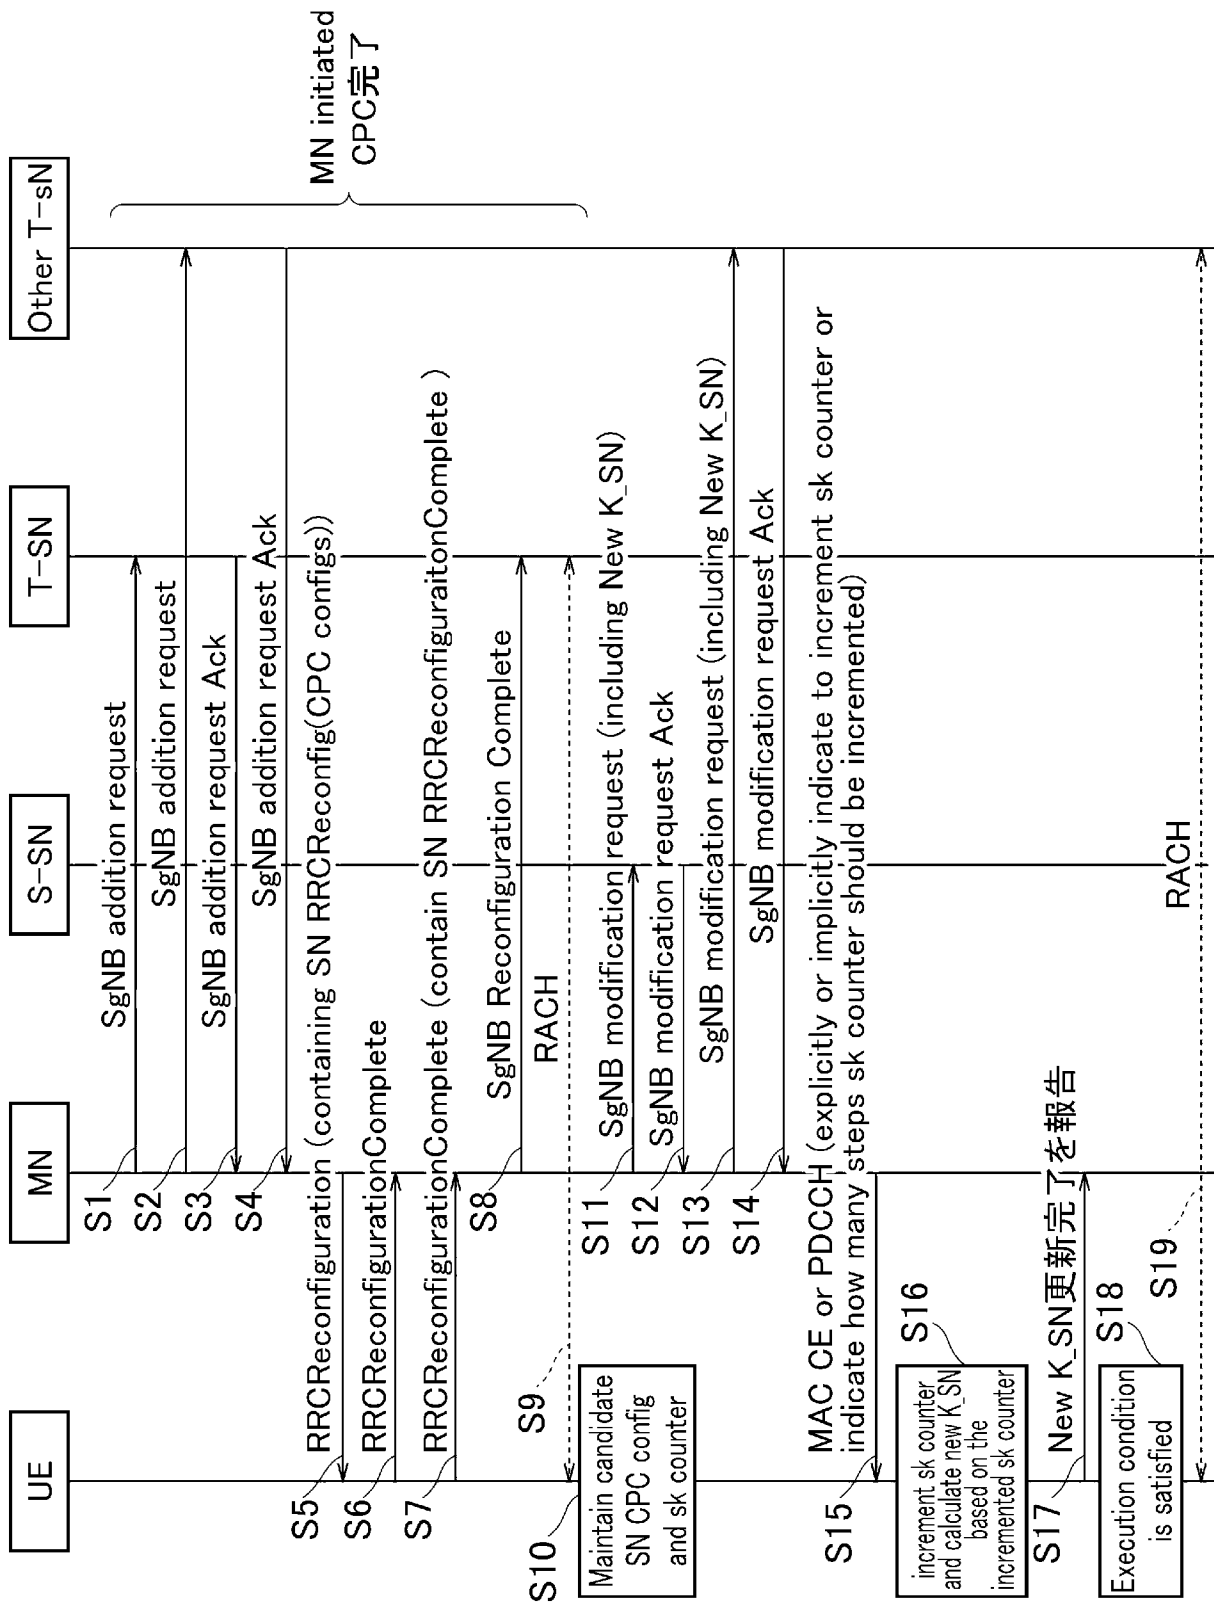 UE
MN
S-SN
T-SN
Other T-sN
S1
SgNB addition request
S2
SgNB addition request
S3
SgNB addition request Ack
S4
SgNB addition request Ack
MN initiated
CPC完了
S5
RRCReconfiguration (containing SN RRCReconfig(CPC configs))
S6
RRCReconfigurationComplete
S7
RRCReconfigurationComplete (contain SN RRCReconfiguraitonComplete )
S8
SgNB Reconfiguration Complete
S9
RACH
S10
Maintain candidate
SN CPC config
and sk counter
S11
SgNB modification request (including New K_SN)
S12
SgNB modification request Ack
S13
SgNB modification request (including New K_SN)
S14
SgNB modification request Ack
S15
MAC CE or PDCCH (explicitly or implicitly indicate to increment sk counter or
indicate how many steps sk counter should be incremented)
S16
increment sk counter
and calculate new K_SN
based on the
incremented sk counter
S17
New K_SN更新完了を報告
S18
Execution condition
is satisfied
S19
RACH